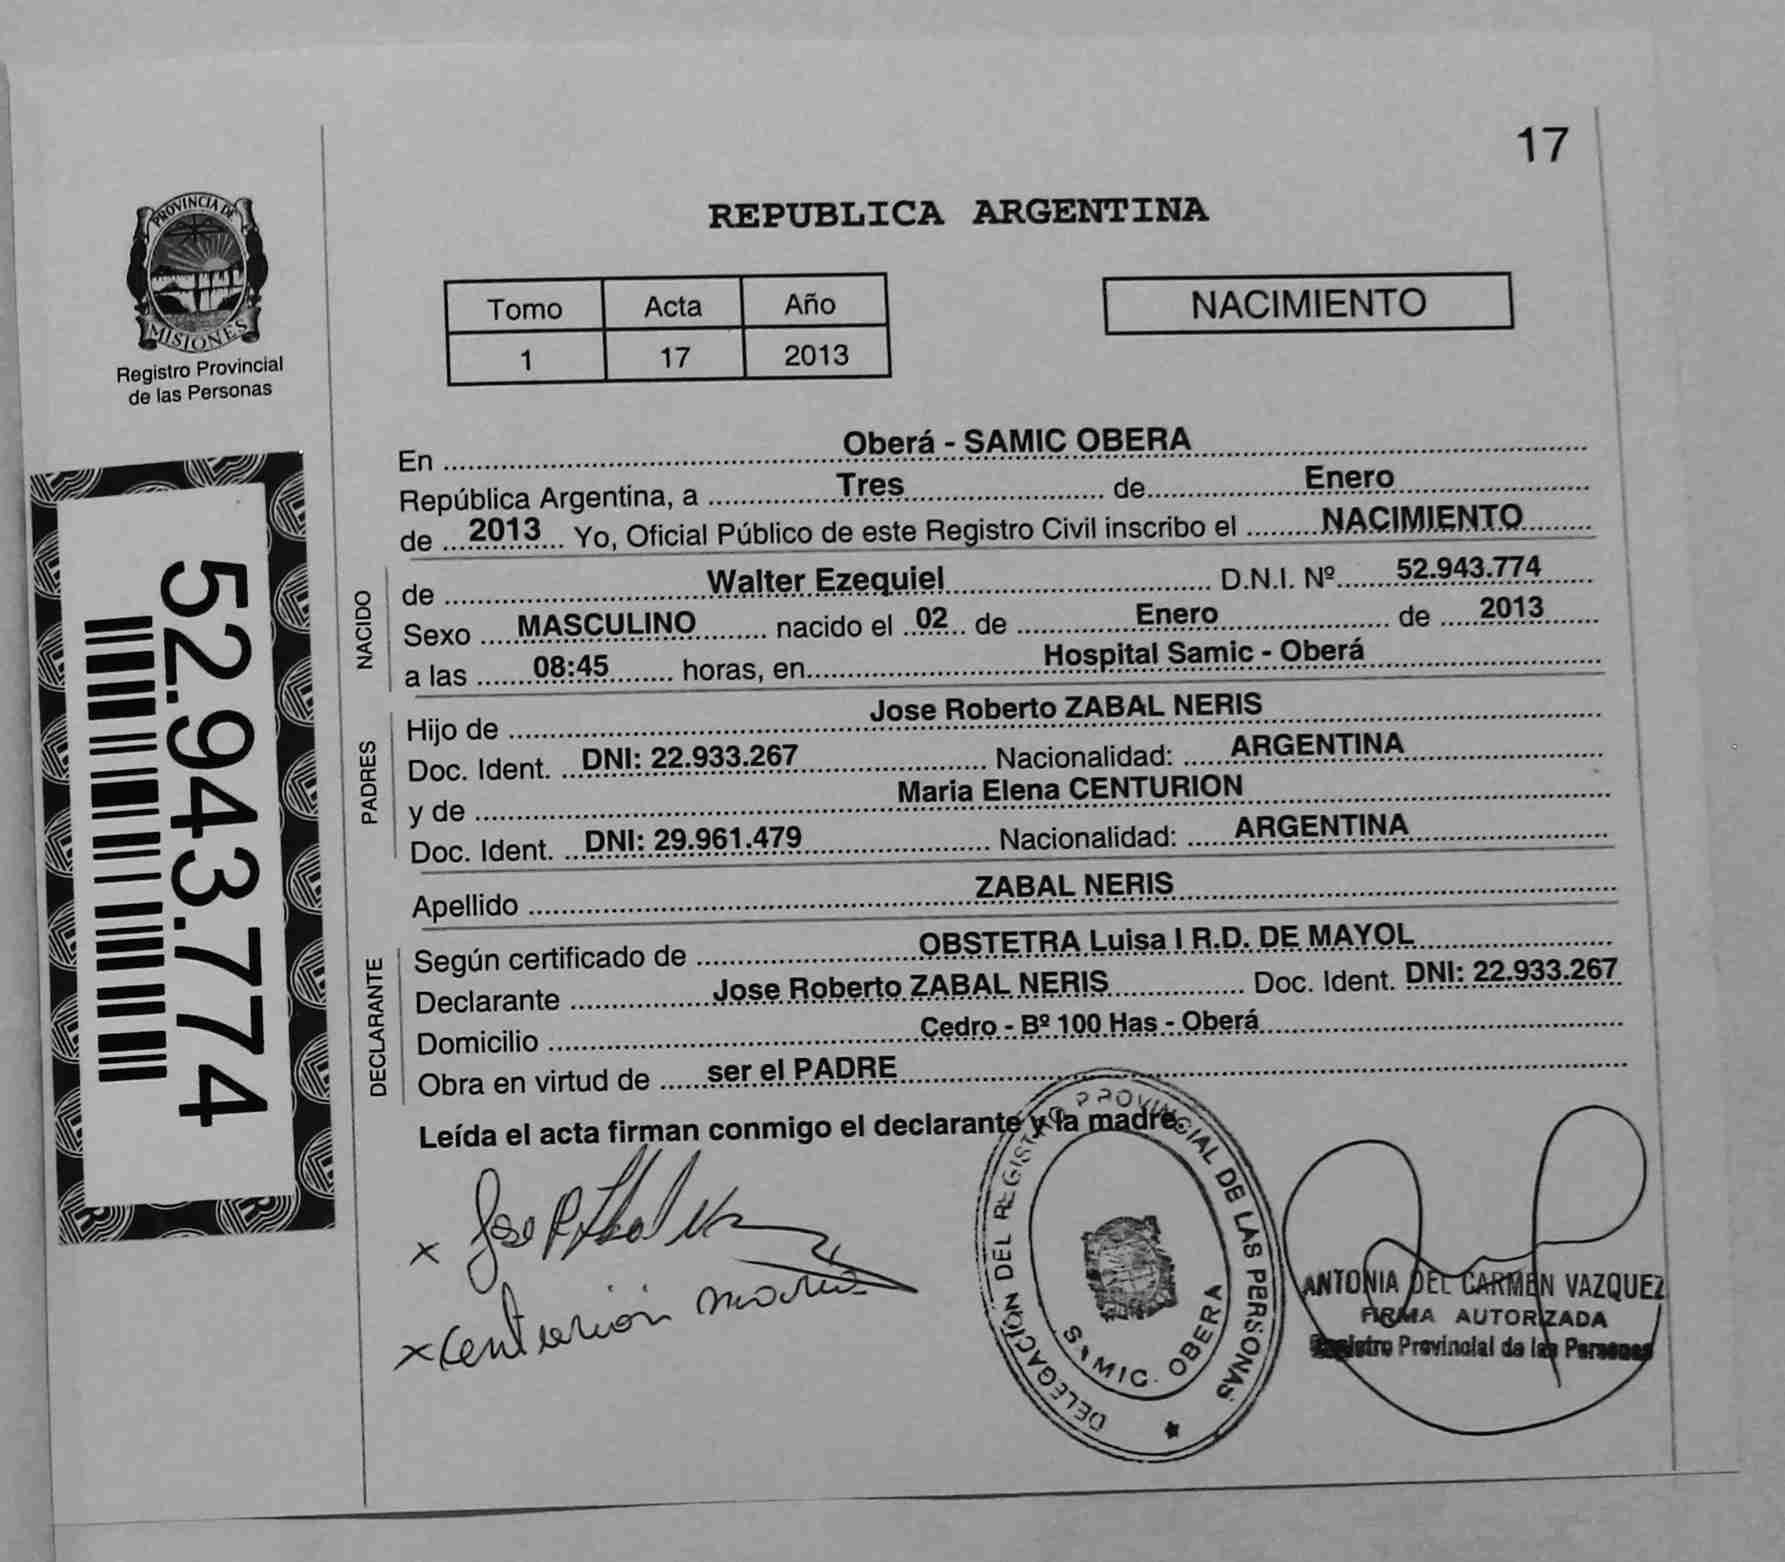 17
PROVINCIA DE
MISIONES
Registro Provincial
de las Personas
REPUBLICA ARGENTINA
Tomo Acta Año
1 17 2013
NACIMIENTO
52.943.774
En Oberá - SAMIC OBERA
República Argentina, a Tres de Enero
de 2013 Yo, Oficial Público de este Registro Civil inscribo el NACIMIENTO
NACIDO
de Walter Ezequiel D.N.I. Nº 52.943.774
Sexo MASCULINO nacido el 02 de Enero de 2013
a las 08:45 horas, en Hospital Samic - Oberá
PADRES
Hijo de Jose Roberto ZABAL NERIS
Doc. Ident. DNI: 22.933.267 Nacionalidad: ARGENTINA
y de Maria Elena CENTURION
Doc. Ident. DNI: 29.961.479 Nacionalidad: ARGENTINA
Apellido ZABAL NERIS
DECLARANTE
Según certificado de OBSTETRA Luisa I R.D. DE MAYOL
Declarante Jose Roberto ZABAL NERIS Doc. Ident. DNI: 22.933.267
Domicilio Cedro - Bº 100 Has - Oberá
Obra en virtud de ser el PADRE
Leída el acta firman conmigo el declarante y la madre
x Jose R
x Centurión Maria
DELEGACIÓN DEL REGISTRO PROVINCIAL DE LAS PERSONAS
SAMIC. OBERA
ANTONIA DEL CARMEN VAZQUEZ
FIRMA AUTORIZADA
Registro Provincial de las Personas